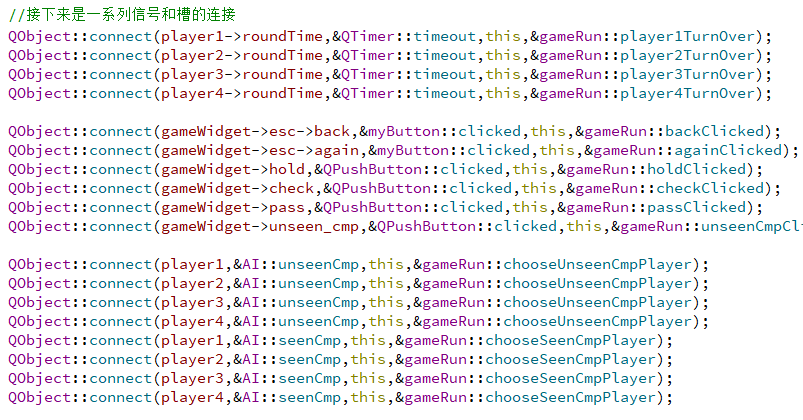 //接下来是一系列信号和槽的连接
QObject::connect(player1->roundTime,&QTimer::timeout,this,&gameRun::player1TurnOver);
QObject::connect(player2->roundTime,&QTimer::timeout,this,&gameRun::player2TurnOver);
QObject::connect(player3->roundTime,&QTimer::timeout,this,&gameRun::player3TurnOver);
QObject::connect(player4->roundTime,&QTimer::timeout,this,&gameRun::player4TurnOver);
QObject::connect(gameWidget->esc->back,&myButton::clicked,this,&gameRun::backClicked);
QObject::connect(gameWidget->esc->again,&myButton::clicked,this,&gameRun::againClicked);
QObject::connect(gameWidget->hold,&QPushButton::clicked,this,&gameRun::holdClicked);
QObject::connect(gameWidget->check,&QPushButton::clicked,this,&gameRun::checkClicked);
QObject::connect(gameWidget->pass,&QPushButton::clicked,this,&gameRun::passClicked);
QObject::connect(gameWidget->unseen_cmp,&QPushButton::clicked,this,&gameRun::unseenCmpCl
QObject::connect(player1,&AI::unseenCmp,this,&gameRun::chooseUnseenCmpPlayer);
QObject::connect(player2,&AI::unseenCmp,this,&gameRun::chooseUnseenCmpPlayer);
QObject::connect(player3,&AI::unseenCmp,this,&gameRun::chooseUnseenCmpPlayer);
QObject::connect(player4,&AI::unseenCmp,this,&gameRun::chooseUnseenCmpPlayer);
QObject::connect(player1,&AI::seenCmp,this,&gameRun::chooseSeenCmpPlayer);
QObject::connect(player2,&AI::seenCmp,this,&gameRun::chooseSeenCmpPlayer);
QObject::connect(player3,&AI::seenCmp,this,&gameRun::chooseSeenCmpPlayer);
QObject::connect(player4,&AI::seenCmp,this,&gameRun::chooseSeenCmpPlayer);